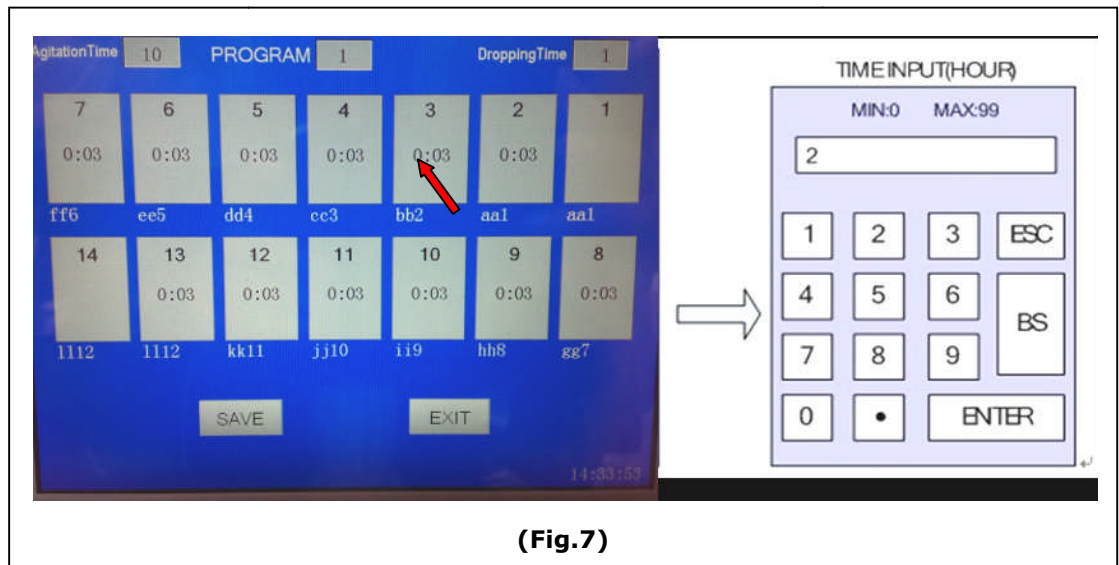 AgitationTime 10 PROGRAM 1 DroppingTime 1
7 6 5 4 3 2 1
0:03 0:03 0:03 0:03 0:03 0:03
ff6 ee5 dd4 cc3 bb2 aa1 aa1
14 13 12 11 10 9 8
0:03 0:03 0:03 0:03 0:03 0:03
ll12 ll12 kk11 jj10 ii9 hh8 gg7
SAVE EXIT
14:33:53
TIME INPUT(HOUR)
MIN:0 MAX:99
2
1 2 3 ESC
4 5 6 BS
7 8 9
0 • ENTER
(Fig.7)